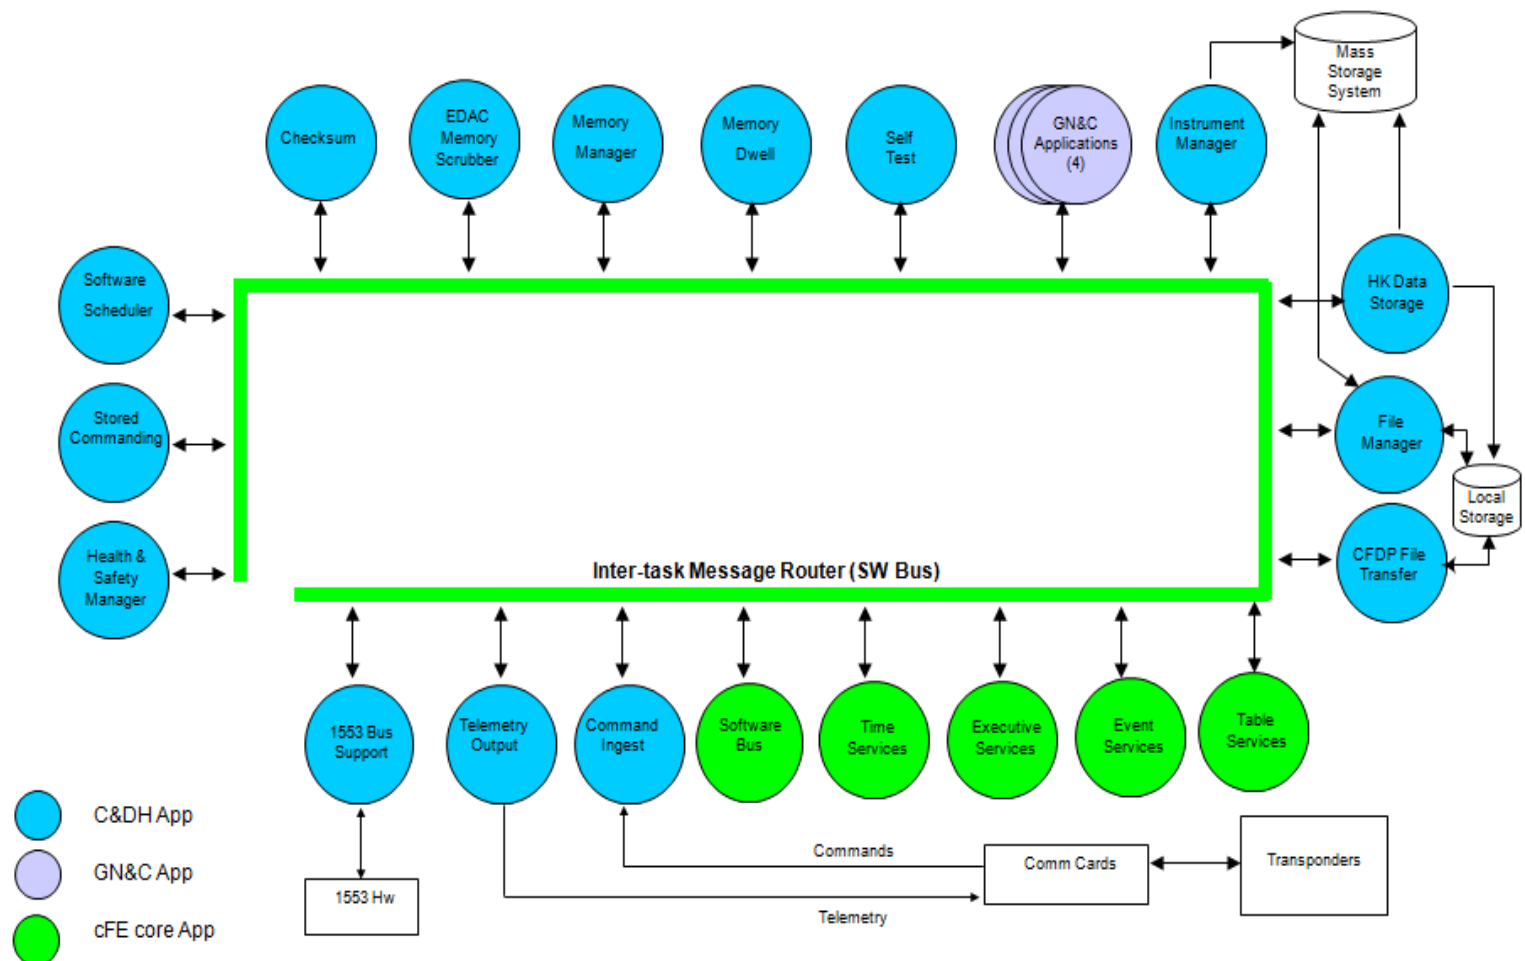 Mass
Storage
System
Checksum
EDAC
Memory
Scrubber
Memory
Manager
Memory
Dwell
Self
Test
GN&C
Applications
(4)
Instrument
Manager
Software
Scheduler
HK Data
Storage
Stored
Commanding
File
Manager
Local
Storage
Health &
Safety
Manager
CFDP File
Transfer
Inter-task Message Router (SW Bus)
1553 Bus
Support
Telemetry
Output
Command
Ingest
Software
Bus
Time
Services
Executive
Services
Event
Services
Table
Services
C&DH App
GN&C App
cFE core App
1553 Hw
Commands
Telemetry
Comm Cards
Transponders